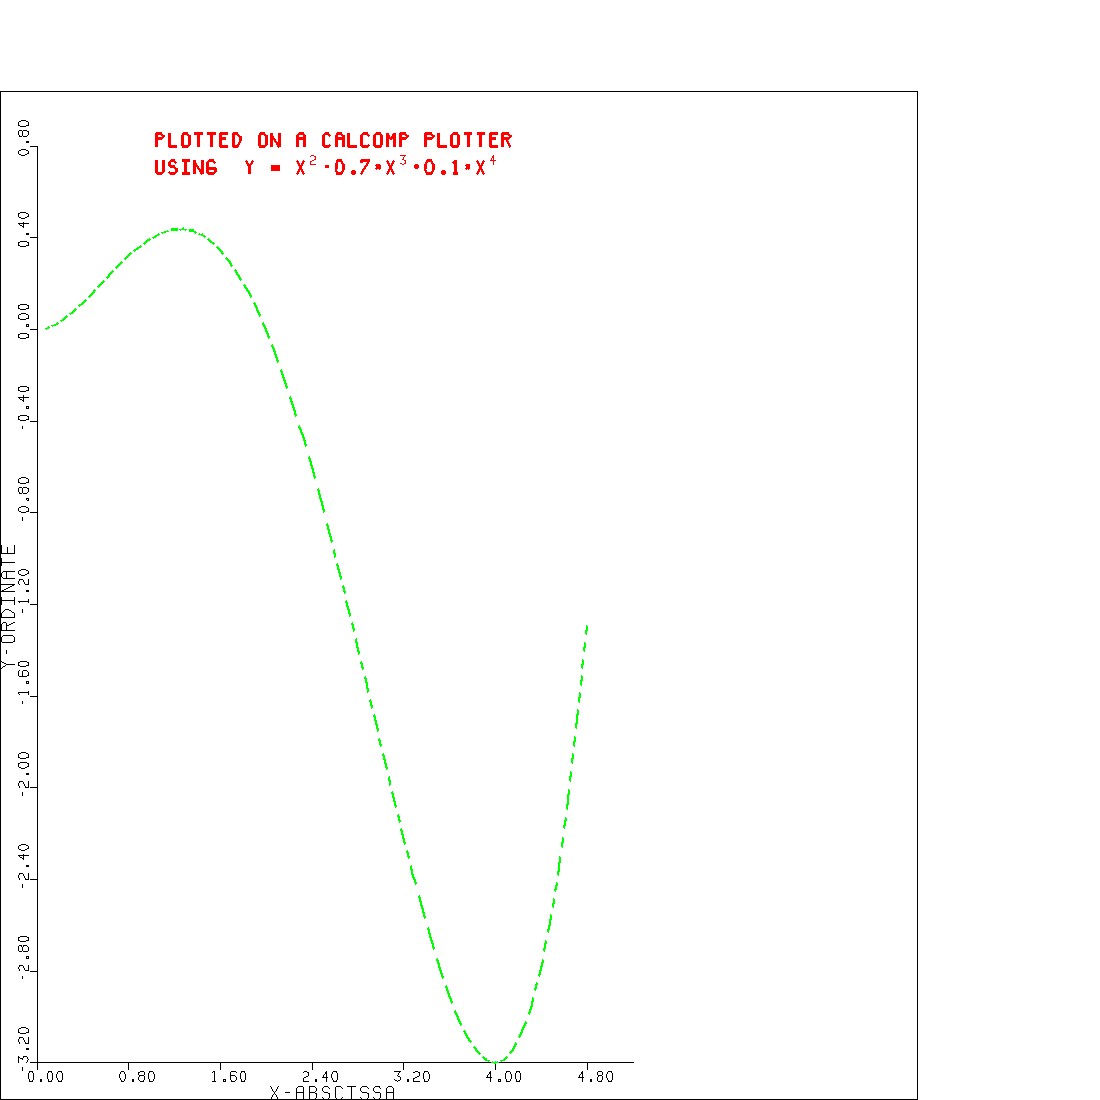 PLOTTED ON A CALCOMP PLOTTER
USING Y = X²-0.7*X³+0.1*X⁴
0.80
0.40
0.00
-0.40
-0.80
-1.20
-1.60
-2.00
-2.40
-2.80
-3.20
Y-ORDINATE
0.00 0.80 1.60 2.40 3.20 4.00 4.80
X-ABSCISSA